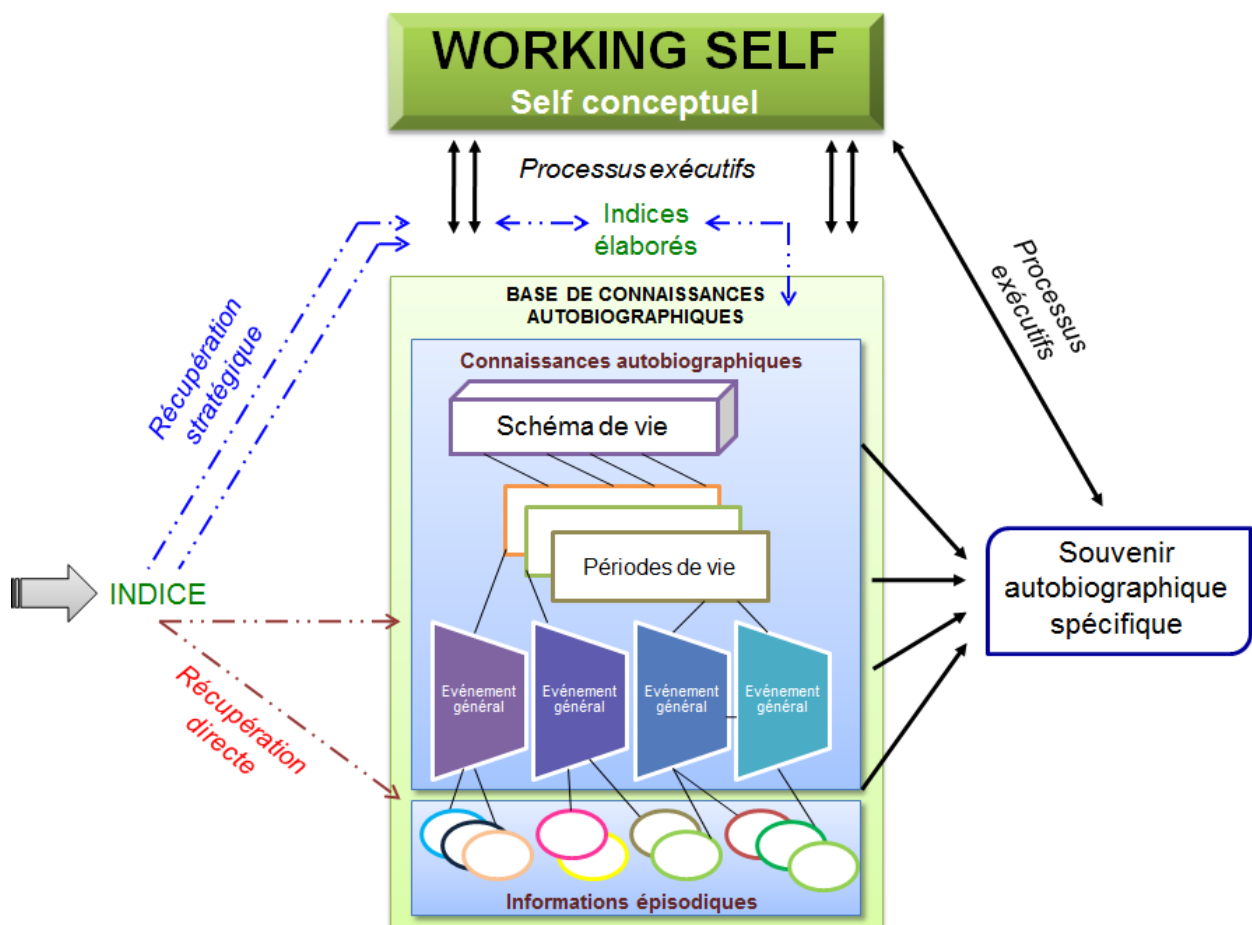 WORKING SELF
Self conceptuel
Processus exécutifs
Indices
élaborés
Récupération
stratégique
Processus
exécutifs
BASE DE CONNAISSANCES
AUTOBIOGRAPHIQUES
Connaissances autobiographiques
Schéma de vie
Périodes de vie
Souvenir
autobiographique
spécifique
INDICE
Récupération
directe
Evénement
général
Evénement
général
Evénement
général
Evénement
général
Informations épisodiques